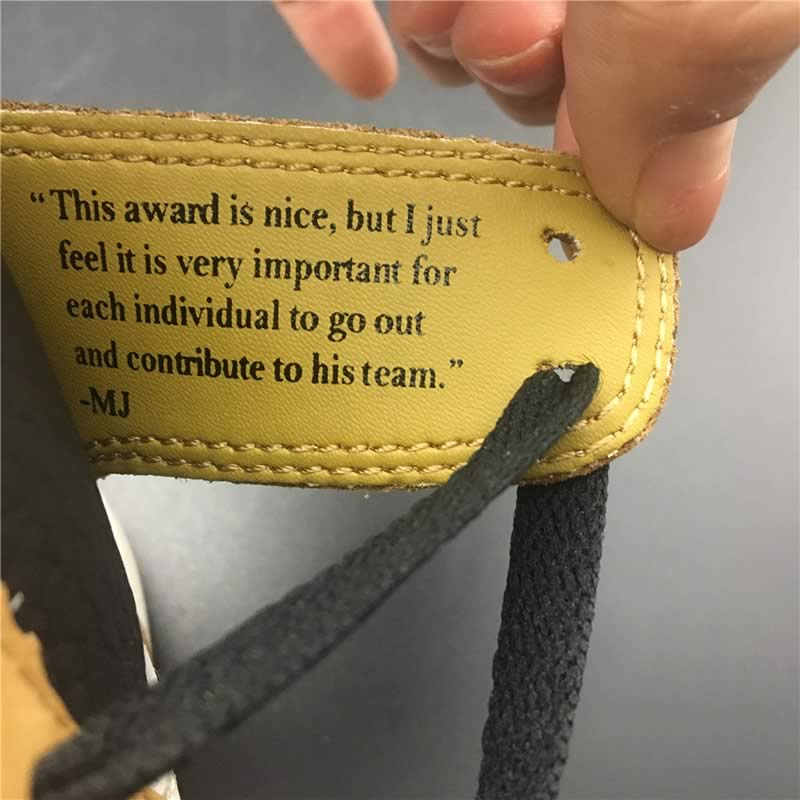 “This award is nice, but I just
feel it is very important for
each individual to go out
and contribute to his team.”
-MJ